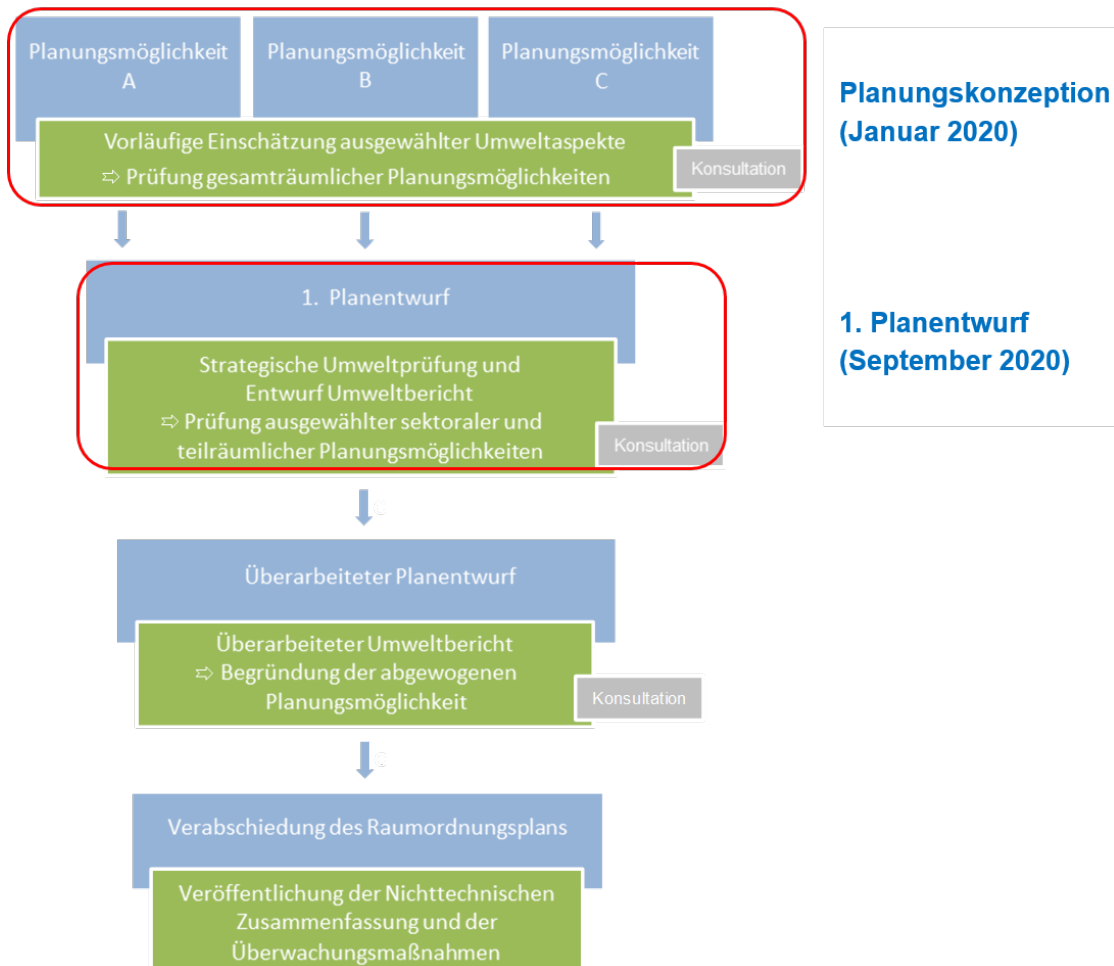 Planungsmöglichkeit
A
Planungsmöglichkeit
B
Planungsmöglichkeit
C
Vorläufige Einschätzung ausgewählter Umweltaspekte
⇨ Prüfung gesamträumlicher Planungsmöglichkeiten
Konsultation
Planungskonzeption
(Januar 2020)
1. Planentwurf
Strategische Umweltprüfung und
Entwurf Umweltbericht
⇨ Prüfung ausgewählter sektoraler und
teilräumlicher Planungsmöglichkeiten
Konsultation
1. Planentwurf
(September 2020)
Überarbeiteter Planentwurf
Überarbeiteter Umweltbericht
⇨ Begründung der abgewogenen
Planungsmöglichkeit
Konsultation
Verabschiedung des Raumordnungsplans
Veröffentlichung der Nichttechnischen
Zusammenfassung und der
Überwachungsmaßnahmen